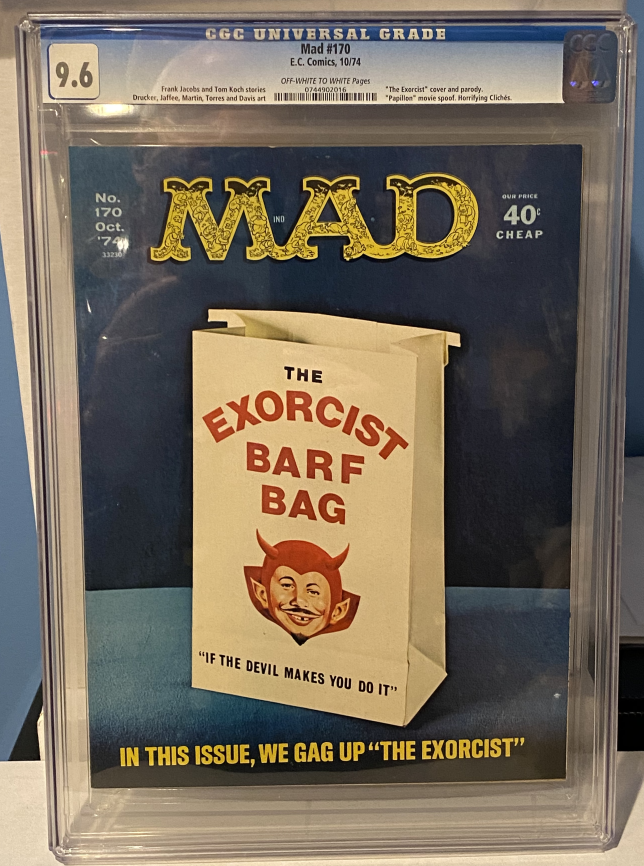 CGC UNIVERSAL GRADE
9.6
Mad #170
E.C. Comics, 10/74
OFF-WHITE TO WHITE Pages
Frank Jacobs and Tom Koch stories
Drucker, Jaffee, Martin, Torres and Davis art
0744902016
"The Exorcist" cover and parody.
"Papillon" movie spoof. Horrifying Clichés.
CGC
No.
170
Oct.
'74
33236
MAD
IND
OUR PRICE
40¢
CHEAP
THE
EXORCIST
BARF
BAG
"IF THE DEVIL MAKES YOU DO IT"
IN THIS ISSUE, WE GAG UP "THE EXORCIST"